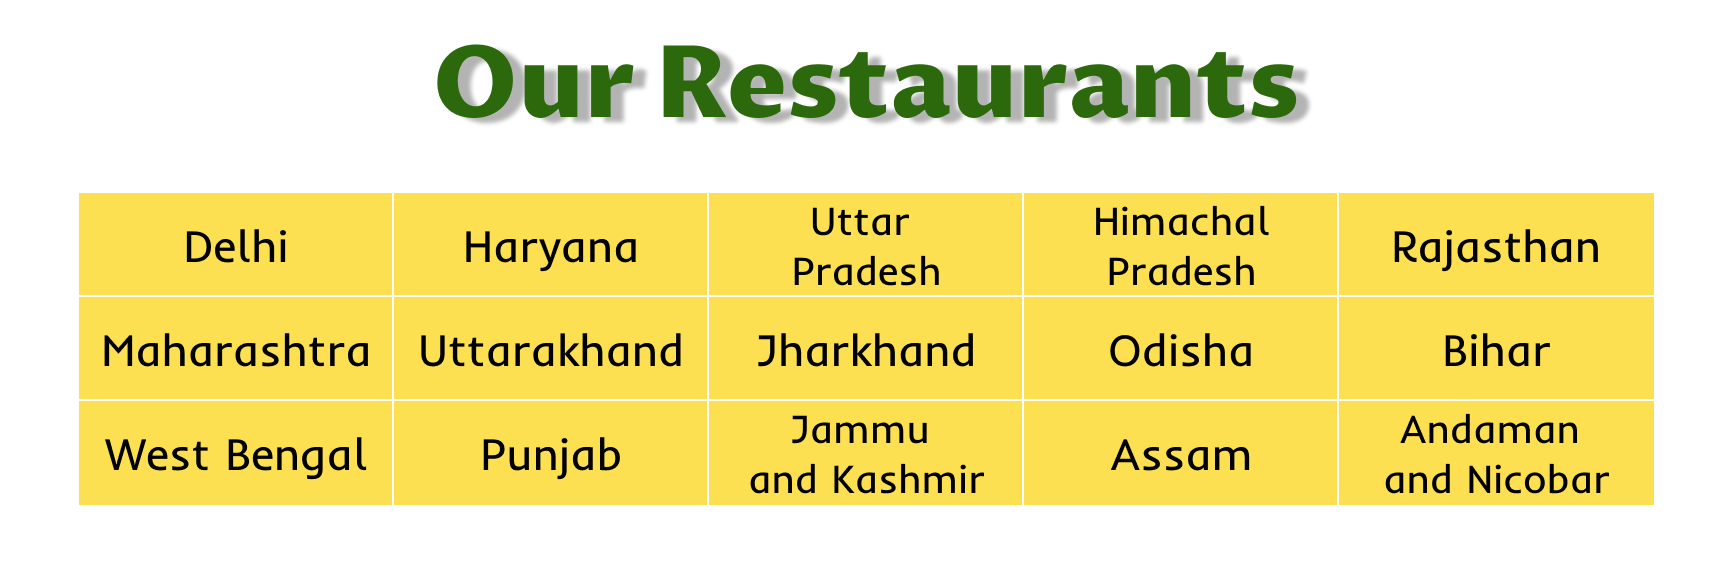 Our Restaurants
Delhi
Haryana
Uttar
Pradesh
Himachal
Pradesh
Rajasthan
Maharashtra
Uttarakhand
Jharkhand
Odisha
Bihar
West Bengal
Punjab
Jammu
and Kashmir
Assam
Andaman
and Nicobar